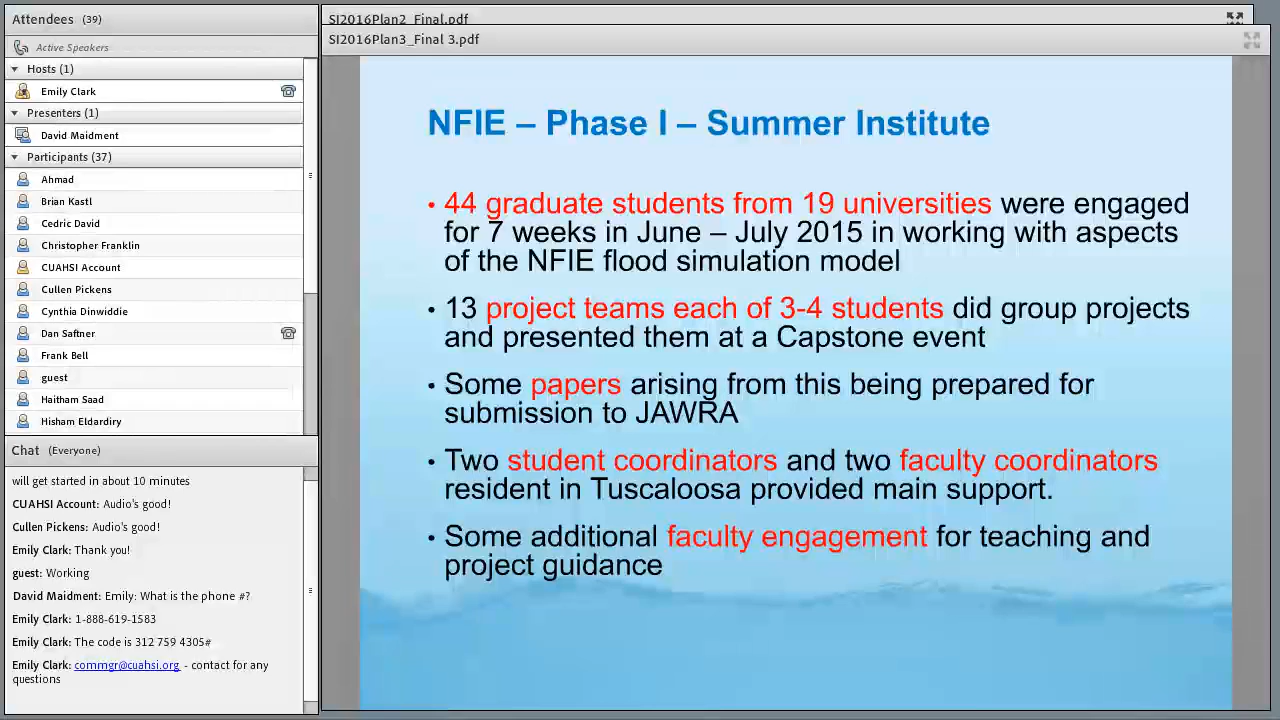 Attendees (39)
Active Speakers
Hosts (1)
Emily Clark
Presenters (1)
David Maidment
Participants (37)
Ahmad
Brian Kastl
Cedric David
Christopher Franklin
CUAHSI Account
Cullen Pickens
Cynthia Dinwiddie
Dan Saftner
Frank Bell
guest
Haitham Saad
Hisham Eldardiry
Chat (Everyone)
will get started in about 10 minutes
CUAHSI Account: Audio's good!
Cullen Pickens: Audio's good!
Emily Clark: Thank you!
guest: Working
David Maidment: Emily: What is the phone #?
Emily Clark: 1-888-619-1583
Emily Clark: The code is 312 759 4305#
Emily Clark: commgr@cuahsi.org - contact for any
questions
SI2016Plan2_Final.pdf
SI2016Plan3_Final 3.pdf
NFIE – Phase I – Summer Institute
• 44 graduate students from 19 universities were engaged
for 7 weeks in June – July 2015 in working with aspects
of the NFIE flood simulation model
• 13 project teams each of 3-4 students did group projects
and presented them at a Capstone event
• Some papers arising from this being prepared for
submission to JAWRA
• Two student coordinators and two faculty coordinators
resident in Tuscaloosa provided main support.
• Some additional faculty engagement for teaching and
project guidance